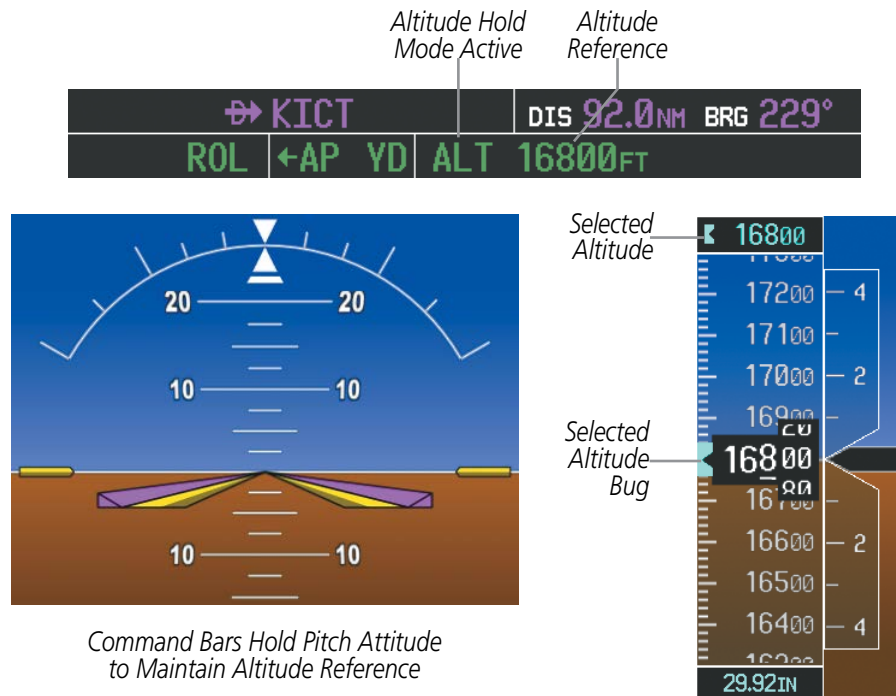 Altitude Hold
Mode Active
Altitude
Reference
D KICT DIS 92.0NM BRG 229°
ROL ←AP YD ALT 16800FT
20 20
10 10
10 10
Command Bars Hold Pitch Attitude
to Maintain Altitude Reference
Selected
Altitude
16800
17200 4
17100
17000 2
16900
20
Selected
Altitude
Bug
16800
80
16700
16600 2
16500
16400 4
29.92IN